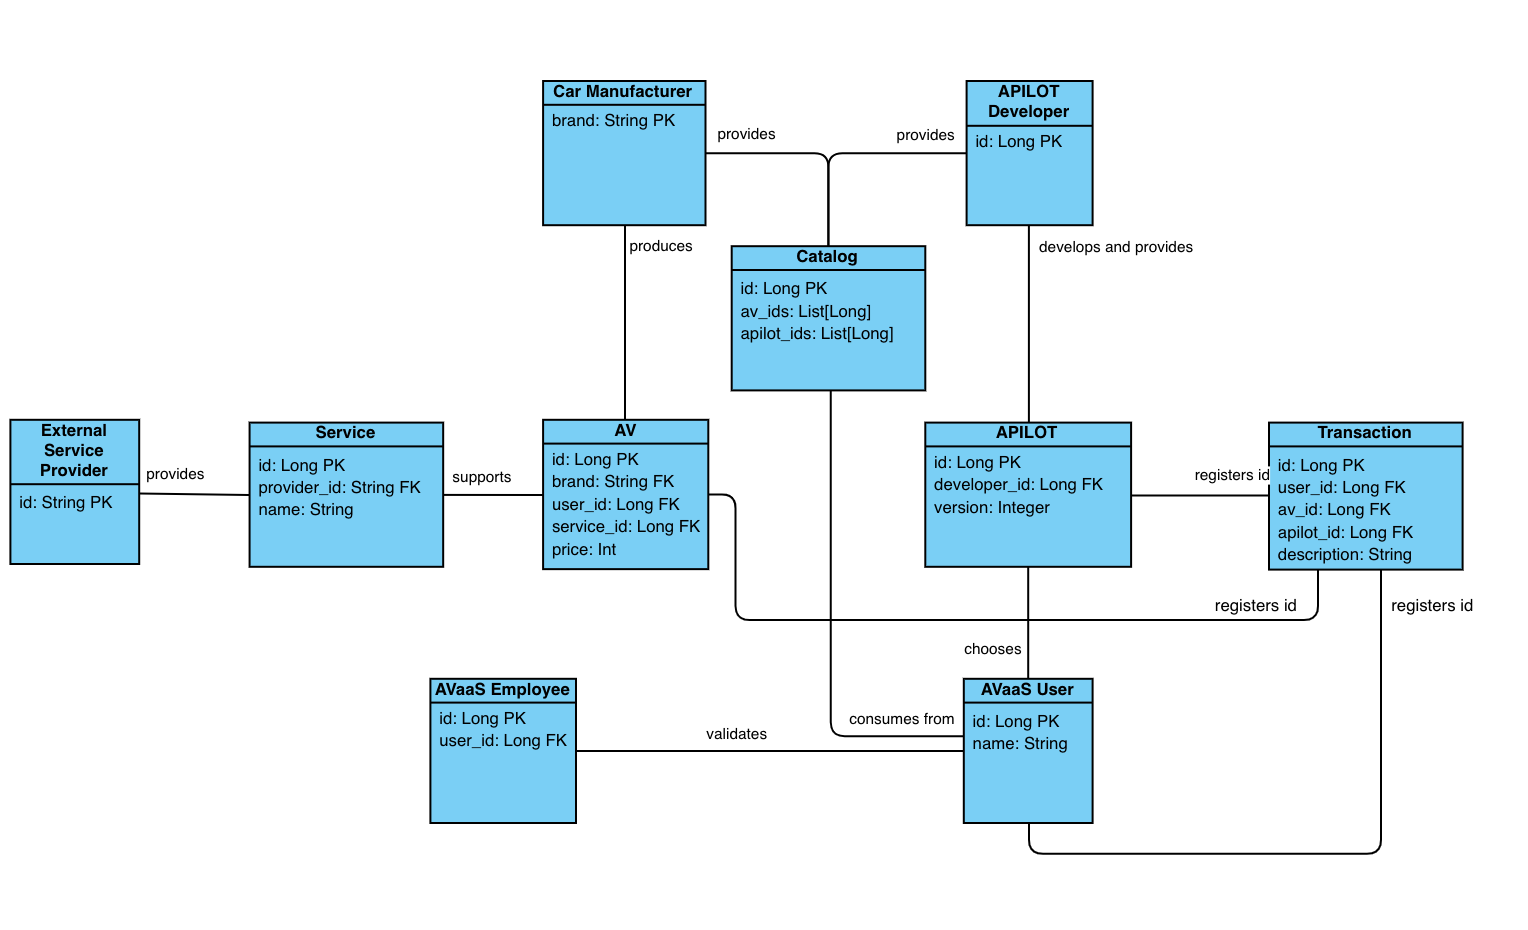 Car Manufacturer
brand: String PK
provides
provides
APILOT
Developer
id: Long PK
produces
develops and provides
Catalog
id: Long PK
av_ids: List[Long]
apilot_ids: List[Long]
External
Service
Provider
id: String PK
provides
Service
id: Long PK
provider_id: String FK
name: String
supports
AV
id: Long PK
brand: String FK
user_id: Long FK
service_id: Long FK
price: Int
APILOT
id: Long PK
developer_id: Long FK
version: Integer
registers id
Transaction
id: Long PK
user_id: Long FK
av_id: Long FK
apilot_id: Long FK
description: String
registers id
registers id
chooses
AVaaS Employee
id: Long PK
user_id: Long FK
validates
consumes from
AVaaS User
id: Long PK
name: String